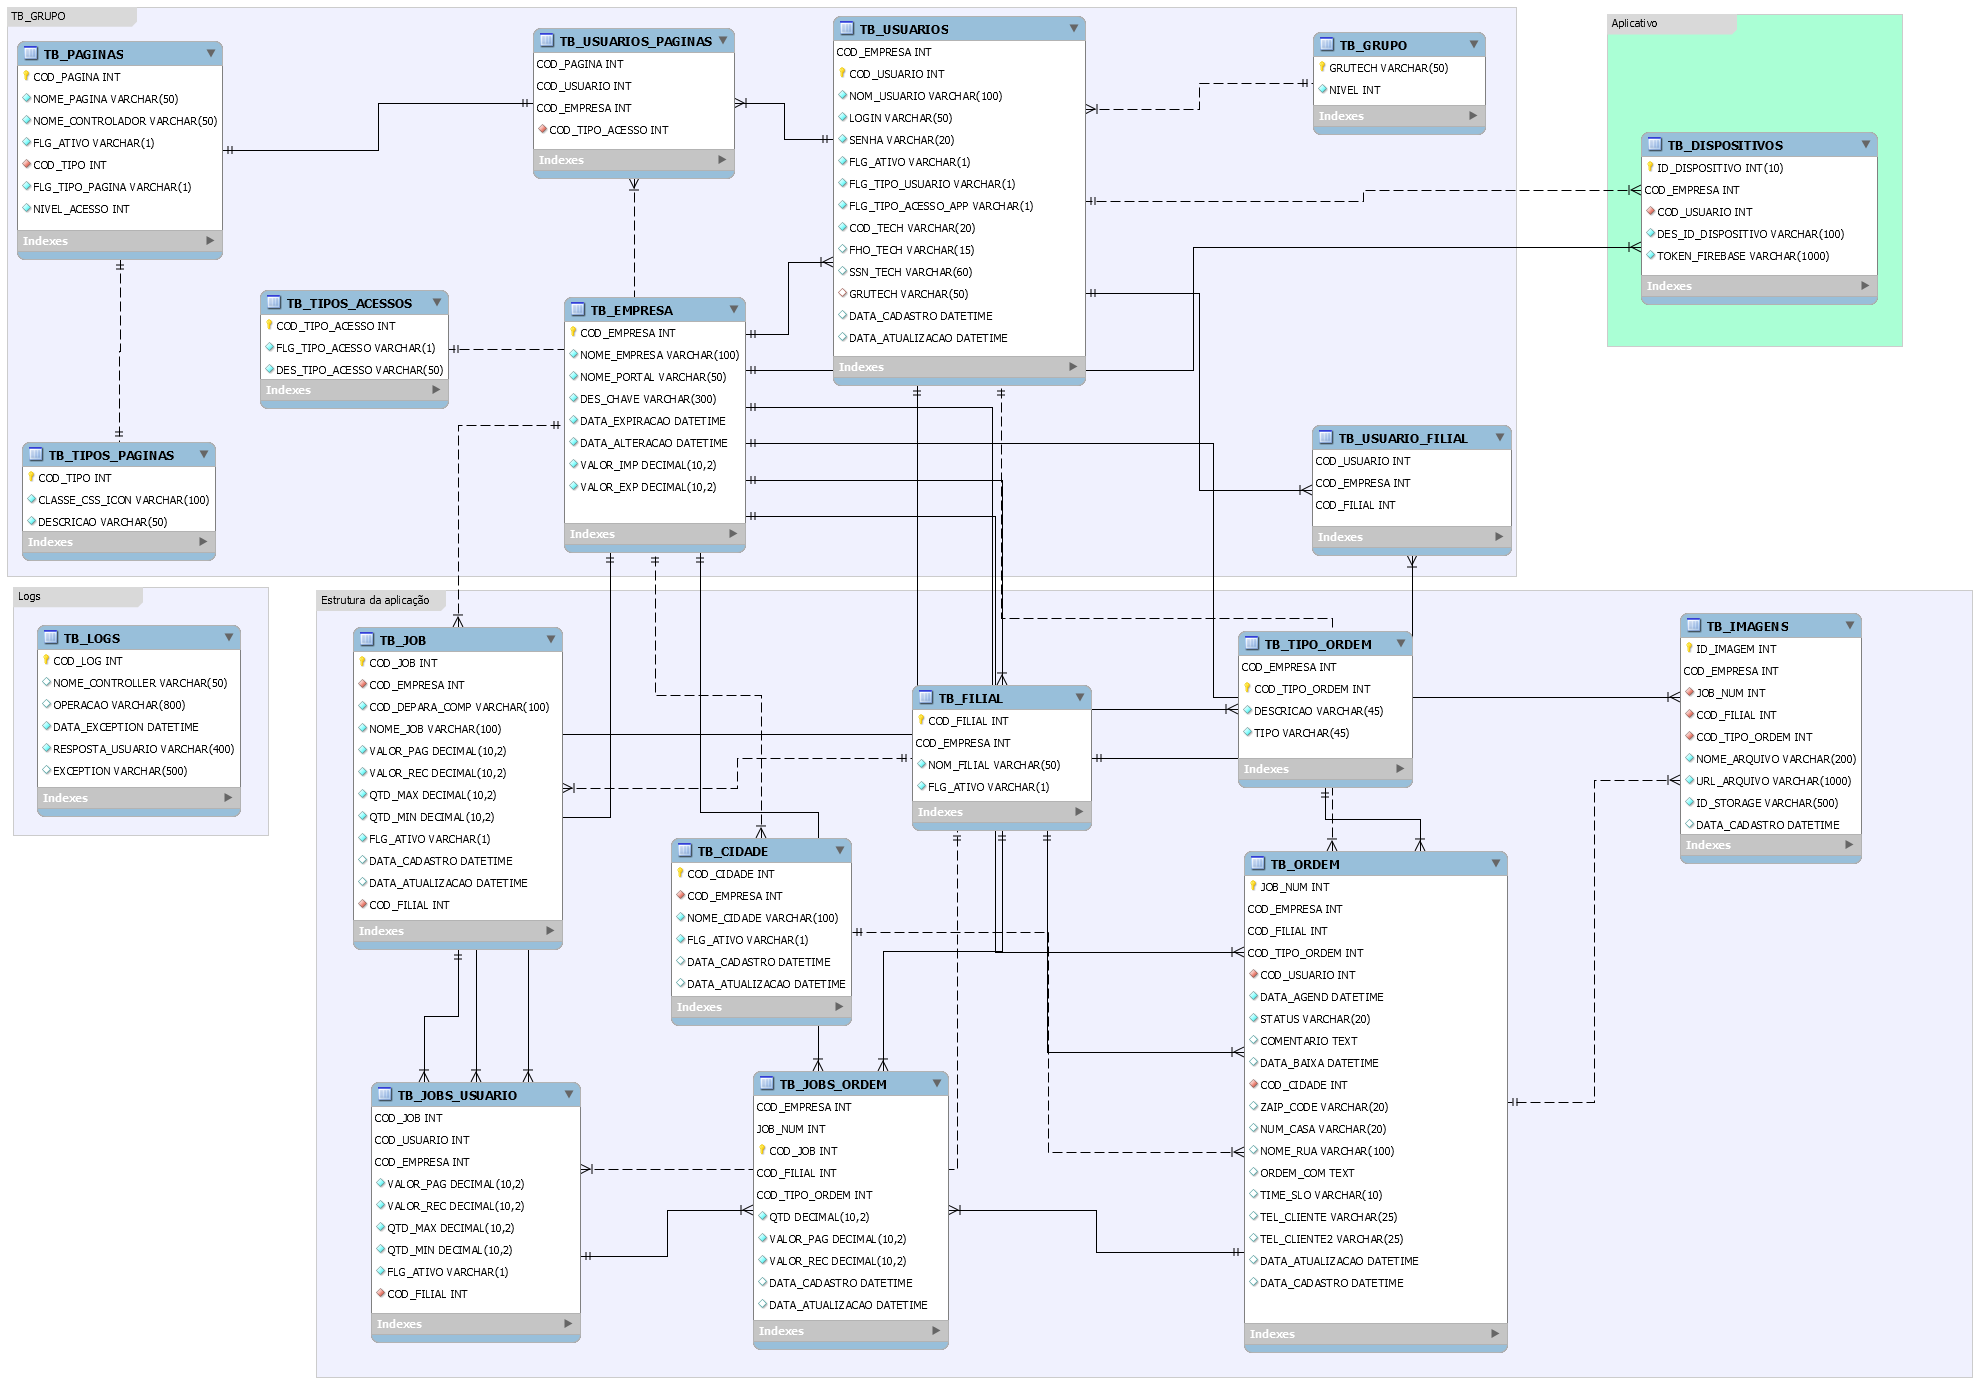 TB_GRUPO
TB_PAGINAS
COD_PAGINA INT
NOME_PAGINA VARCHAR(50)
NOME_CONTROLADOR VARCHAR(50)
FLG_ATIVO VARCHAR(1)
COD_TIPO INT
FLG_TIPO_PAGINA VARCHAR(1)
NIVEL_ACESSO INT
Indexes
TB_USUARIOS_PAGINAS
COD_PAGINA INT
COD_USUARIO INT
COD_EMPRESA INT
COD_TIPO_ACESSO INT
Indexes
TB_USUARIOS
COD_EMPRESA INT
COD_USUARIO INT
NOM_USUARIO VARCHAR(100)
LOGIN VARCHAR(50)
SENHA VARCHAR(20)
FLG_ATIVO VARCHAR(1)
FLG_TIPO_USUARIO VARCHAR(1)
FLG_TIPO_ACESSO_APP VARCHAR(1)
COD_TECH VARCHAR(20)
FHO_TECH VARCHAR(15)
SSN_TECH VARCHAR(60)
GRUTECH VARCHAR(50)
DATA_CADASTRO DATETIME
DATA_ATUALIZACAO DATETIME
Indexes
TB_GRUPO
GRUTECH VARCHAR(50)
NIVEL INT
Indexes
Aplicativo
TB_DISPOSITIVOS
ID_DISPOSITIVO INT(10)
COD_EMPRESA INT
COD_USUARIO INT
DES_ID_DISPOSITIVO VARCHAR(100)
TOKEN_FIREBASE VARCHAR(1000)
Indexes
TB_TIPOS_ACESSOS
COD_TIPO_ACESSO INT
FLG_TIPO_ACESSO VARCHAR(1)
DES_TIPO_ACESSO VARCHAR(50)
Indexes
TB_EMPRESA
COD_EMPRESA INT
NOME_EMPRESA VARCHAR(100)
NOME_PORTAL VARCHAR(50)
DES_CHAVE VARCHAR(300)
DATA_EXPIRACAO DATETIME
DATA_ALTERACAO DATETIME
VALOR_IMP DECIMAL(10,2)
VALOR_EXP DECIMAL(10,2)
Indexes
TB_TIPOS_PAGINAS
COD_TIPO INT
CLASSE_CSS_ICON VARCHAR(100)
DESCRICAO VARCHAR(50)
Indexes
TB_USUARIO_FILIAL
COD_USUARIO INT
COD_EMPRESA INT
COD_FILIAL INT
Indexes
Logs
TB_LOGS
COD_LOG INT
NOME_CONTROLLER VARCHAR(50)
OPERACAO VARCHAR(800)
DATA_EXCEPTION DATETIME
RESPOSTA_USUARIO VARCHAR(400)
EXCEPTION VARCHAR(500)
Indexes
Estrutura da aplicação
TB_JOB
COD_JOB INT
COD_EMPRESA INT
COD_DEPARA_COMP VARCHAR(100)
NOME_JOB VARCHAR(100)
VALOR_PAG DECIMAL(10,2)
VALOR_REC DECIMAL(10,2)
QTD_MAX DECIMAL(10,2)
QTD_MIN DECIMAL(10,2)
FLG_ATIVO VARCHAR(1)
DATA_CADASTRO DATETIME
DATA_ATUALIZACAO DATETIME
COD_FILIAL INT
Indexes
TB_FILIAL
COD_FILIAL INT
COD_EMPRESA INT
NOM_FILIAL VARCHAR(50)
FLG_ATIVO VARCHAR(1)
Indexes
TB_TIPO_ORDEM
COD_EMPRESA INT
COD_TIPO_ORDEM INT
DESCRICAO VARCHAR(45)
TIPO VARCHAR(45)
Indexes
TB_IMAGENS
ID_IMAGEM INT
COD_EMPRESA INT
JOB_NUM INT
COD_FILIAL INT
COD_TIPO_ORDEM INT
NOME_ARQUIVO VARCHAR(200)
URL_ARQUIVO VARCHAR(1000)
ID_STORAGE VARCHAR(500)
DATA_CADASTRO DATETIME
Indexes
TB_CIDADE
COD_CIDADE INT
COD_EMPRESA INT
NOME_CIDADE VARCHAR(100)
FLG_ATIVO VARCHAR(1)
DATA_CADASTRO DATETIME
DATA_ATUALIZACAO DATETIME
Indexes
TB_ORDEM
JOB_NUM INT
COD_EMPRESA INT
COD_FILIAL INT
COD_TIPO_ORDEM INT
COD_USUARIO INT
DATA_AGEND DATETIME
STATUS VARCHAR(20)
COMENTARIO TEXT
DATA_BAIXA DATETIME
COD_CIDADE INT
ZAIP_CODE VARCHAR(20)
NUM_CASA VARCHAR(20)
NOME_RUA VARCHAR(100)
ORDEM_COM TEXT
TIME_SLO VARCHAR(10)
TEL_CLIENTE VARCHAR(25)
TEL_CLIENTE2 VARCHAR(25)
DATA_ATUALIZACAO DATETIME
DATA_CADASTRO DATETIME
Indexes
TB_JOBS_USUARIO
COD_JOB INT
COD_USUARIO INT
COD_EMPRESA INT
VALOR_PAG DECIMAL(10,2)
VALOR_REC DECIMAL(10,2)
QTD_MAX DECIMAL(10,2)
QTD_MIN DECIMAL(10,2)
FLG_ATIVO VARCHAR(1)
COD_FILIAL INT
Indexes
TB_JOBS_ORDEM
COD_EMPRESA INT
JOB_NUM INT
COD_JOB INT
COD_FILIAL INT
COD_TIPO_ORDEM INT
QTD DECIMAL(10,2)
VALOR_PAG DECIMAL(10,2)
VALOR_REC DECIMAL(10,2)
DATA_CADASTRO DATETIME
DATA_ATUALIZACAO DATETIME
Indexes